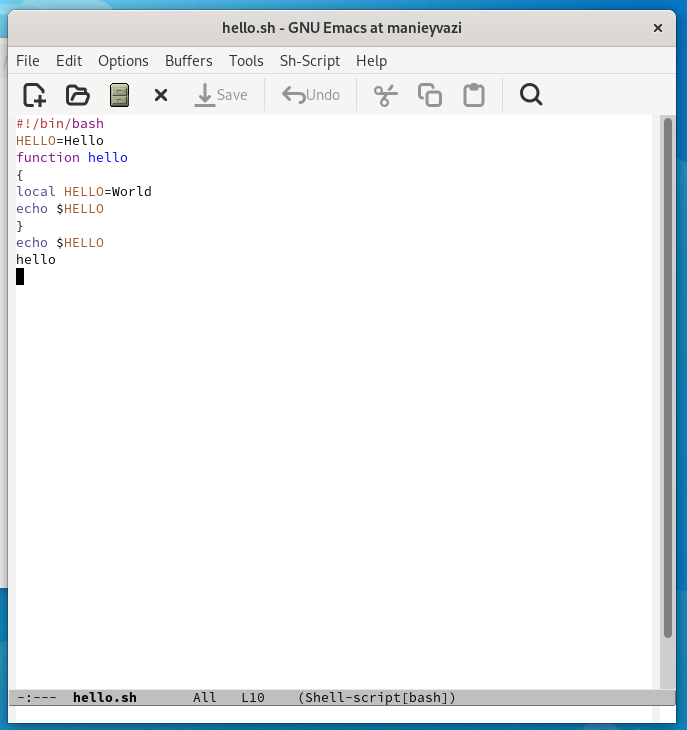 hello.sh - GNU Emacs at manieyvazi
File Edit Options Buffers Tools Sh-Script Help
Save Undo
#!/bin/bash
HELLO=Hello
function hello
{
local HELLO=World
echo $HELLO
}
echo $HELLO
hello
-:--- hello.sh All L10 (Shell-script[bash])